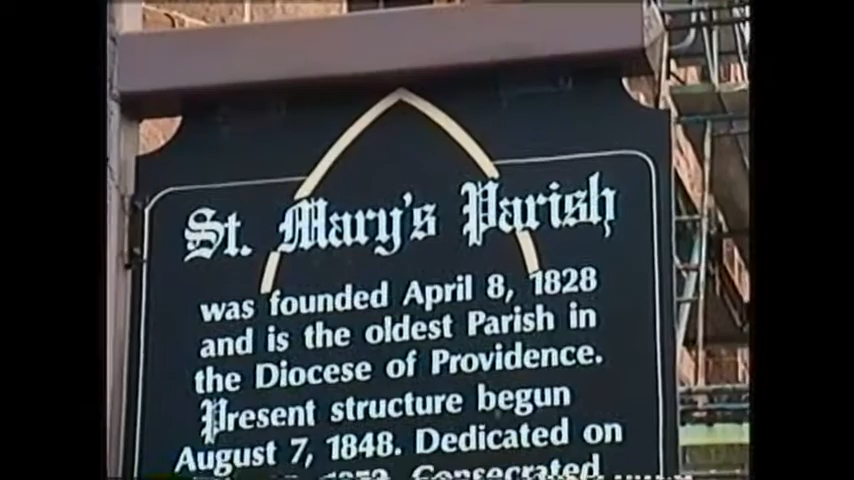 St. Mary's Parish
was founded April 8, 1828
and is the oldest Parish in
the Diocese of Providence.
Present structure begun
August 7, 1848. Dedicated on
Consecrated